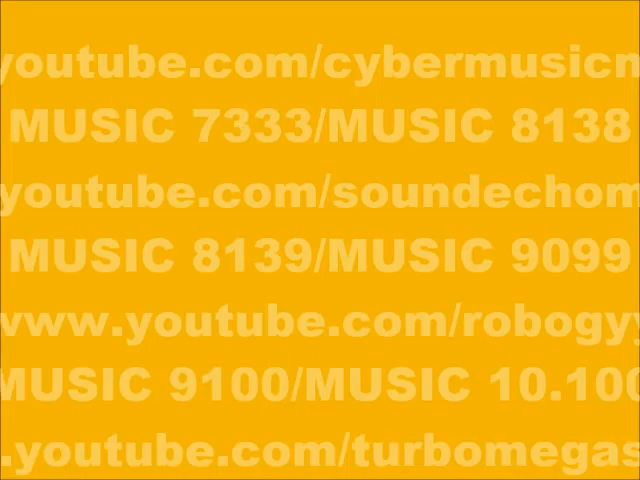 youtube.com/cybermusicn
MUSIC 7333/MUSIC 8138
youtube.com/soundechom
MUSIC 8139/MUSIC 9099
www.youtube.com/robogyy
MUSIC 9100/MUSIC 10.100
.youtube.com/turbomegas